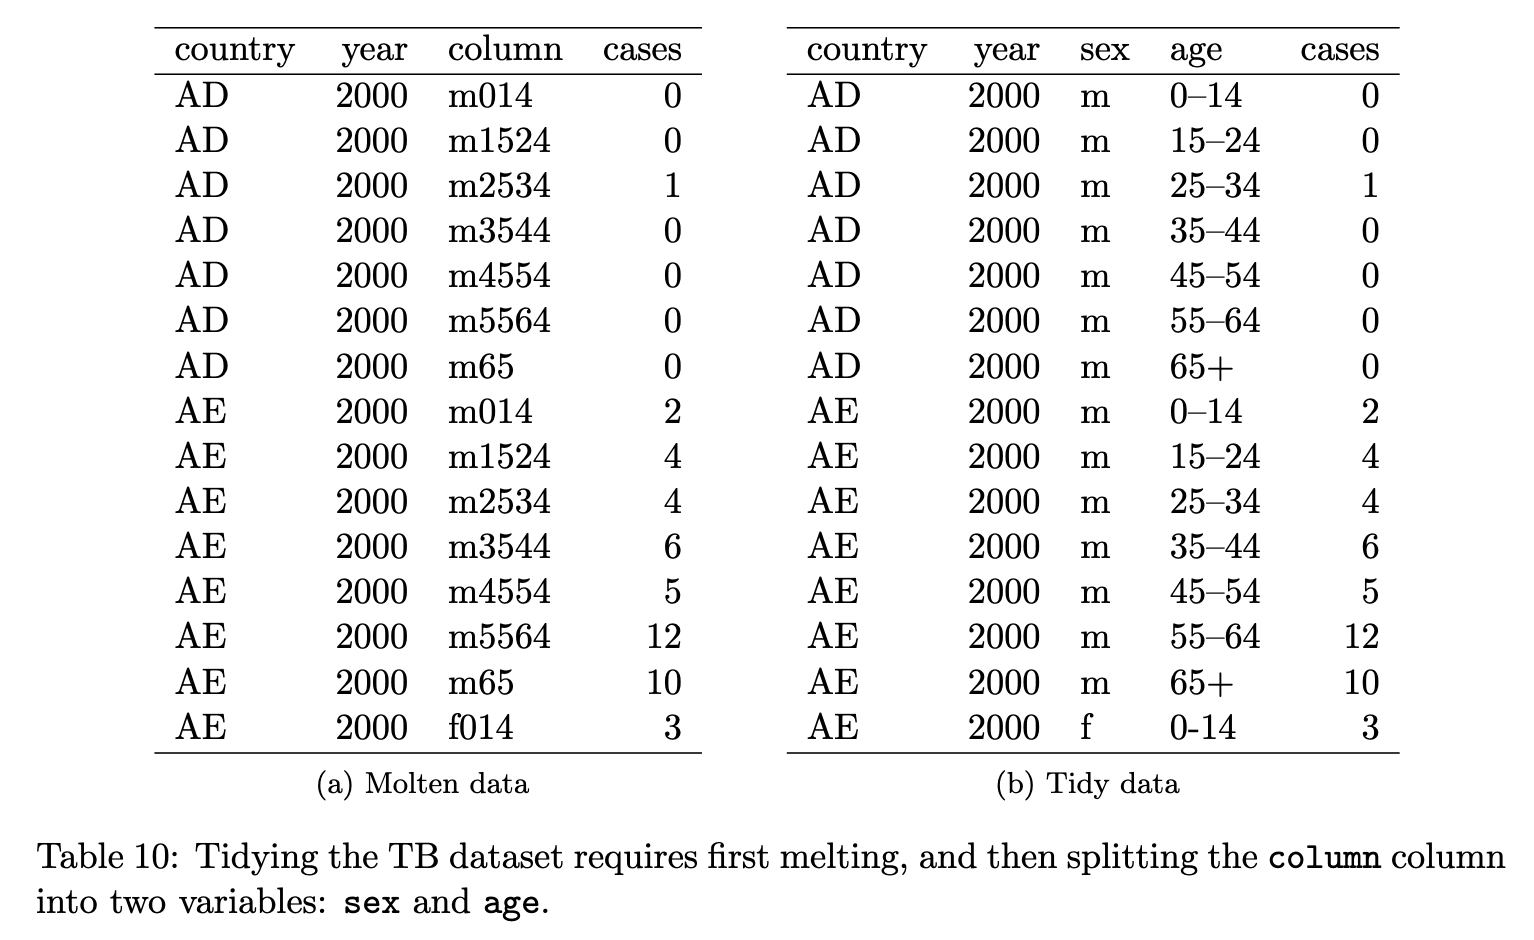 country year column cases
AD 2000 m014 0
AD 2000 m1524 0
AD 2000 m2534 1
AD 2000 m3544 0
AD 2000 m4554 0
AD 2000 m5564 0
AD 2000 m65 0
AE 2000 m014 2
AE 2000 m1524 4
AE 2000 m2534 4
AE 2000 m3544 6
AE 2000 m4554 5
AE 2000 m5564 12
AE 2000 m65 10
AE 2000 f014 3
(a) Molten data
country year sex age cases
AD 2000 m 0–14 0
AD 2000 m 15–24 0
AD 2000 m 25–34 1
AD 2000 m 35–44 0
AD 2000 m 45–54 0
AD 2000 m 55–64 0
AD 2000 m 65+ 0
AE 2000 m 0–14 2
AE 2000 m 15–24 4
AE 2000 m 25–34 4
AE 2000 m 35–44 6
AE 2000 m 45–54 5
AE 2000 m 55–64 12
AE 2000 m 65+ 10
AE 2000 f 0-14 3
(b) Tidy data
Table 10: Tidying the TB dataset requires first melting, and then splitting the column column
into two variables: sex and age.